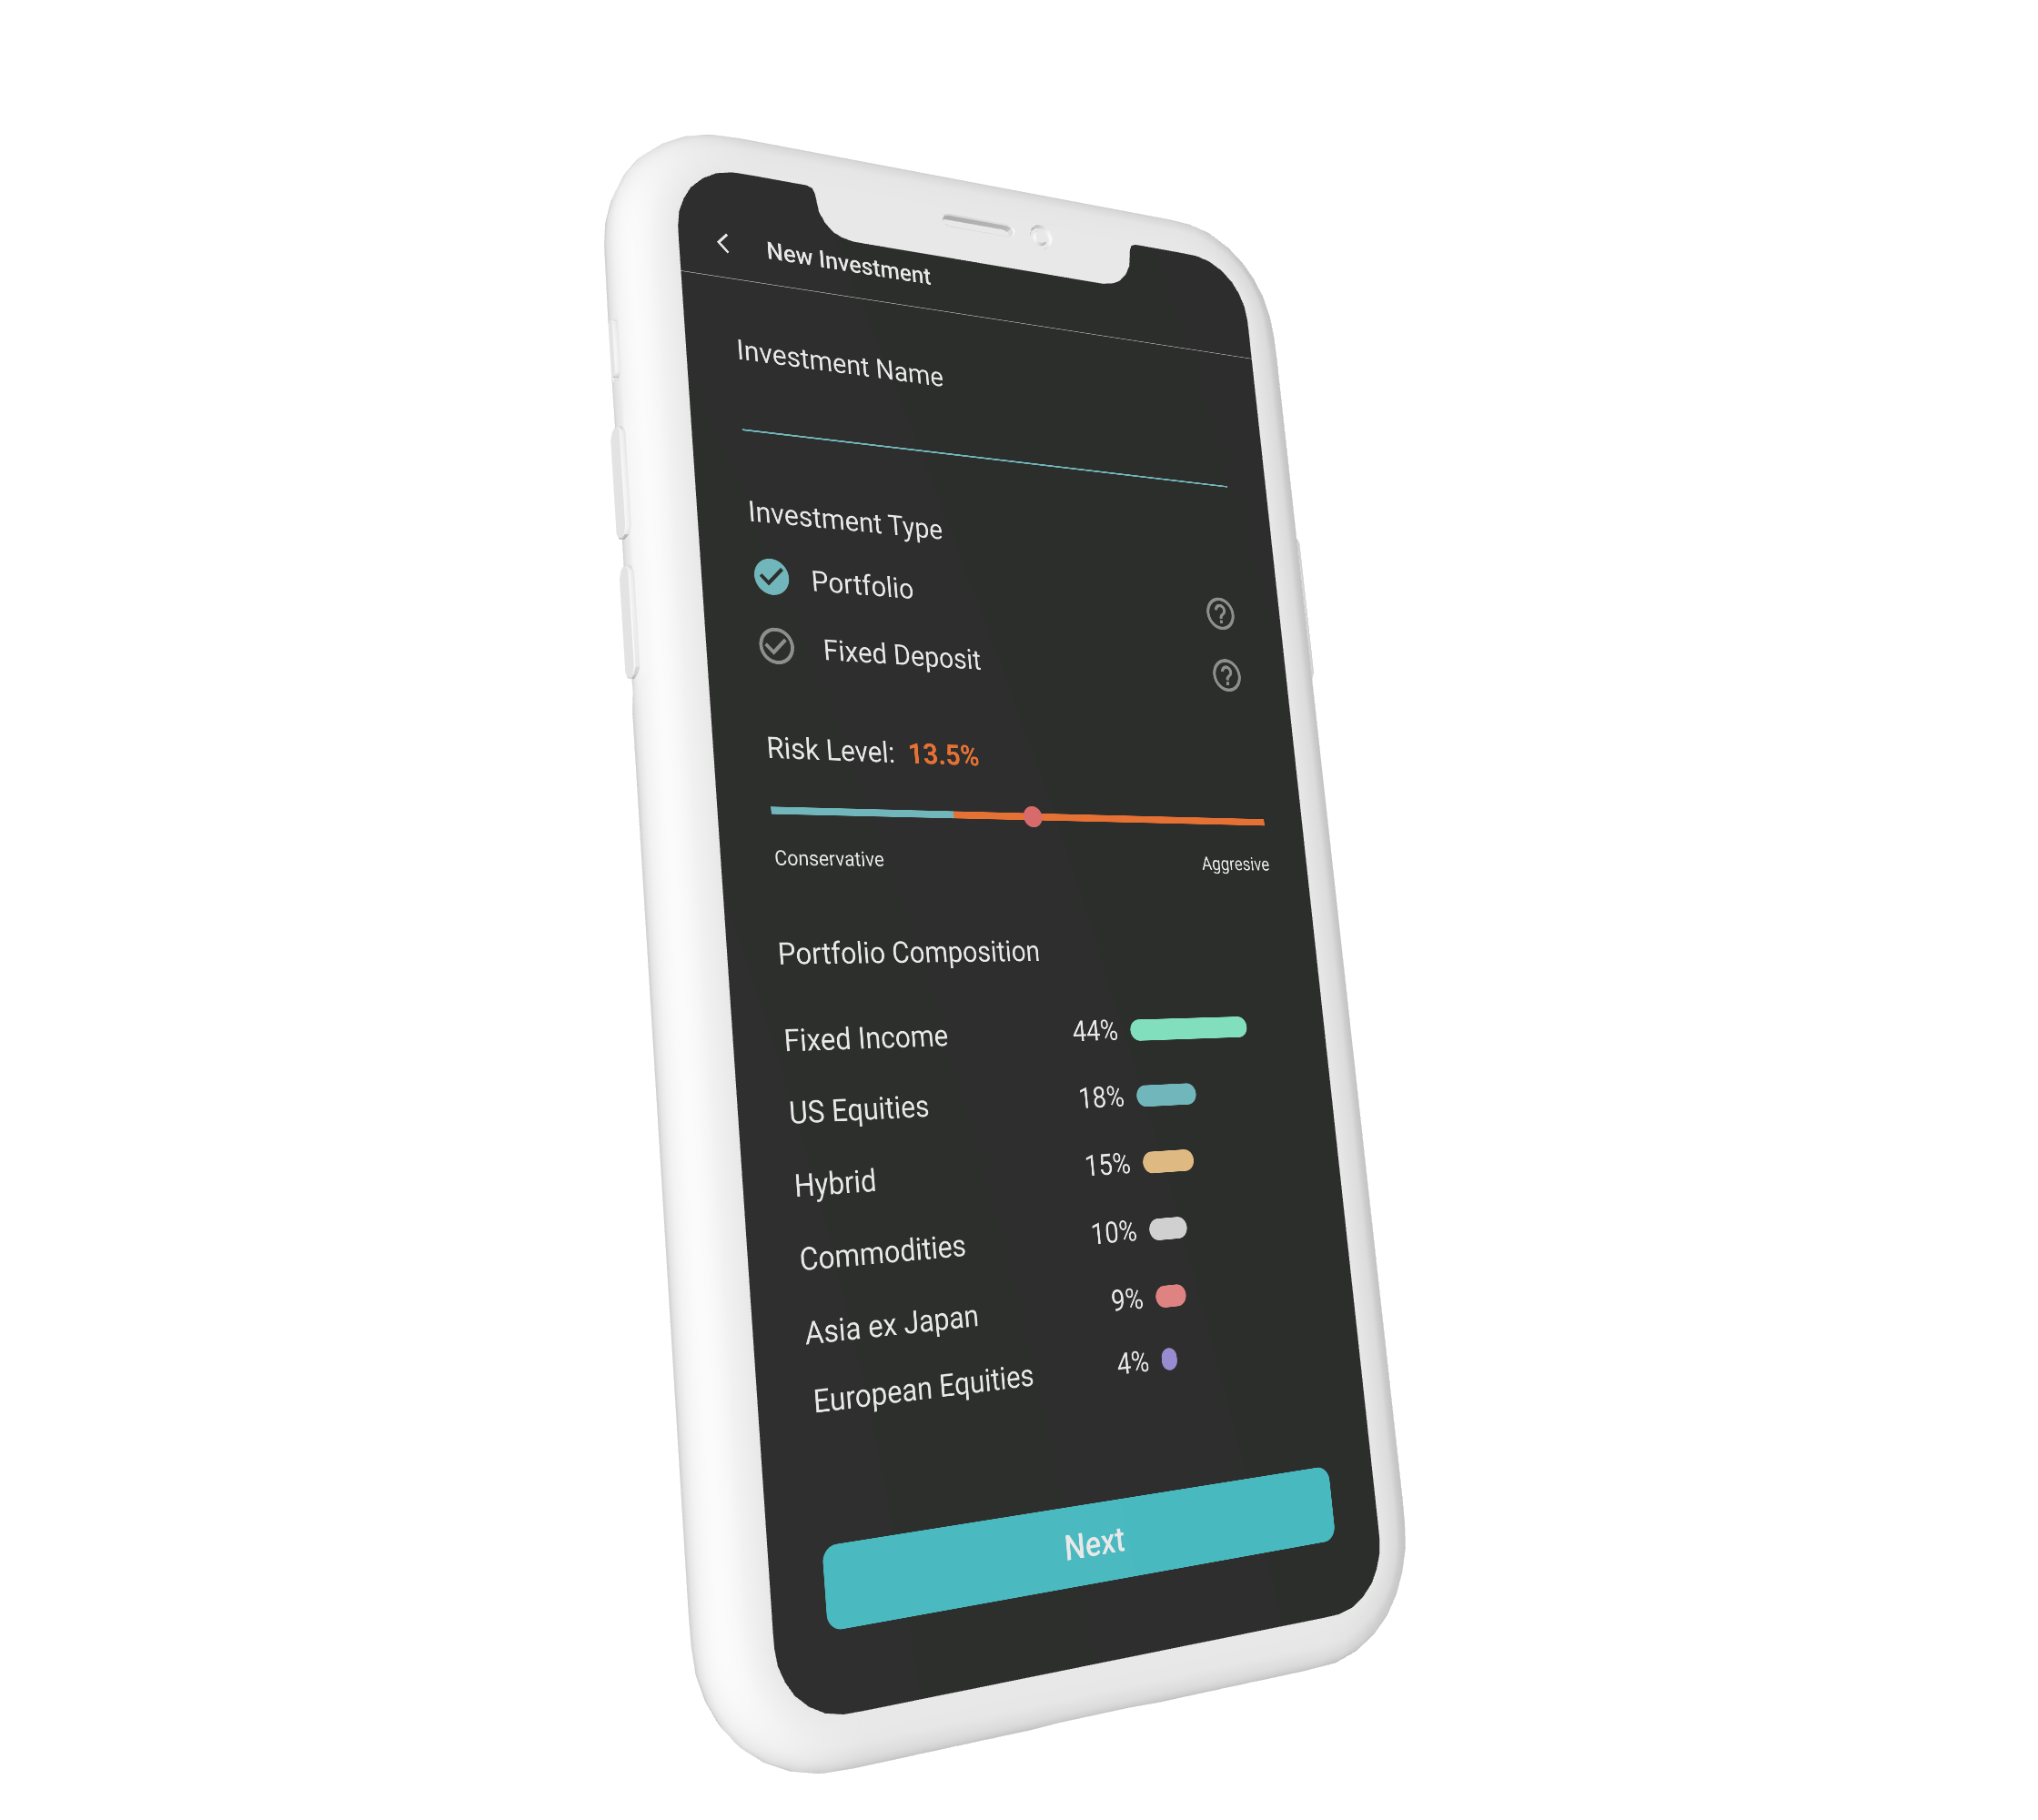 New Investment
Investment Name
Investment Type
Portfolio
?
Fixed Deposit
?
Risk Level: 13.5%
Conservative
Aggresive
Portfolio Composition
Fixed Income 44%
US Equities 18%
Hybrid 15%
Commodities 10%
Asia ex Japan 9%
European Equities 4%
Next